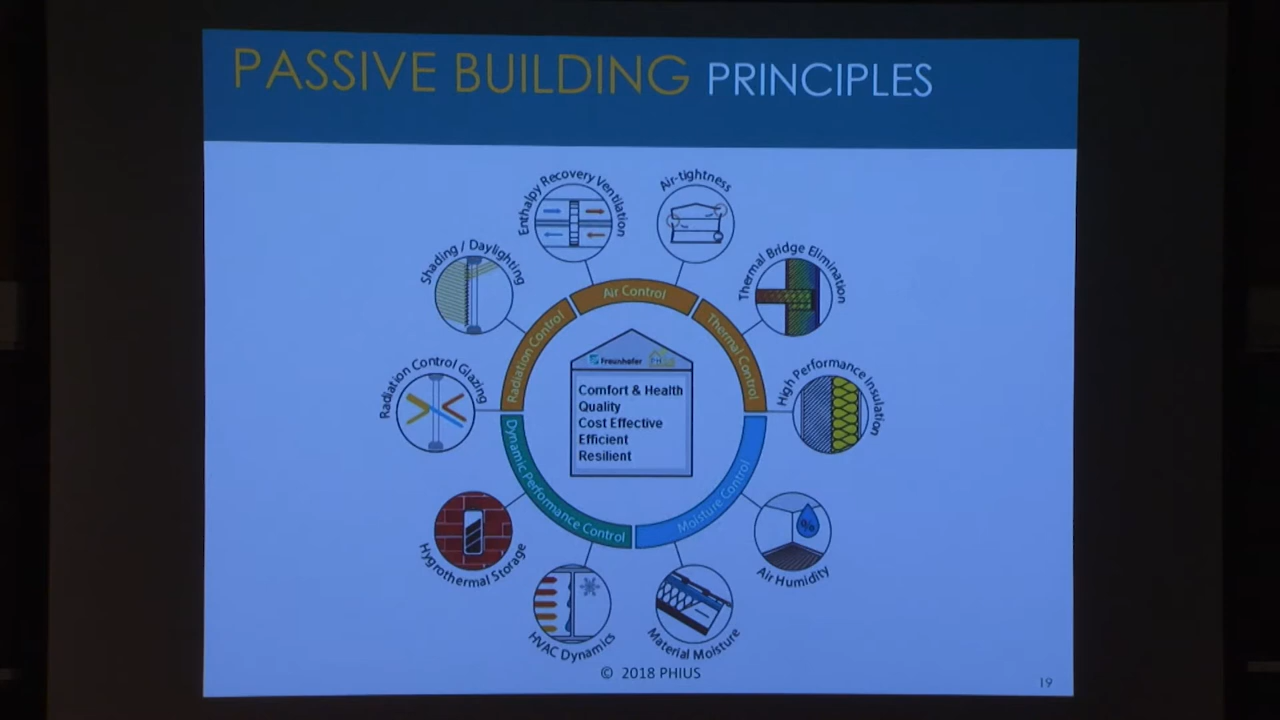 PASSIVE BUILDING PRINCIPLES
Enthalpy Recovery Ventilation
Air-tightness
Shading / Daylighting
Thermal Bridge Elimination
Air Control
Radiation Control
Thermal Control
Radiation Control Glazing
High Performance Insulation
Fraunhofer
Comfort & Health
Quality
Cost Effective
Efficient
Resilient
Dynamic Performance Control
Moisture Control
Hygrothermal Storage
Air Humidity
HVAC Dynamics
Material Moisture
© 2018 PHIUS
19